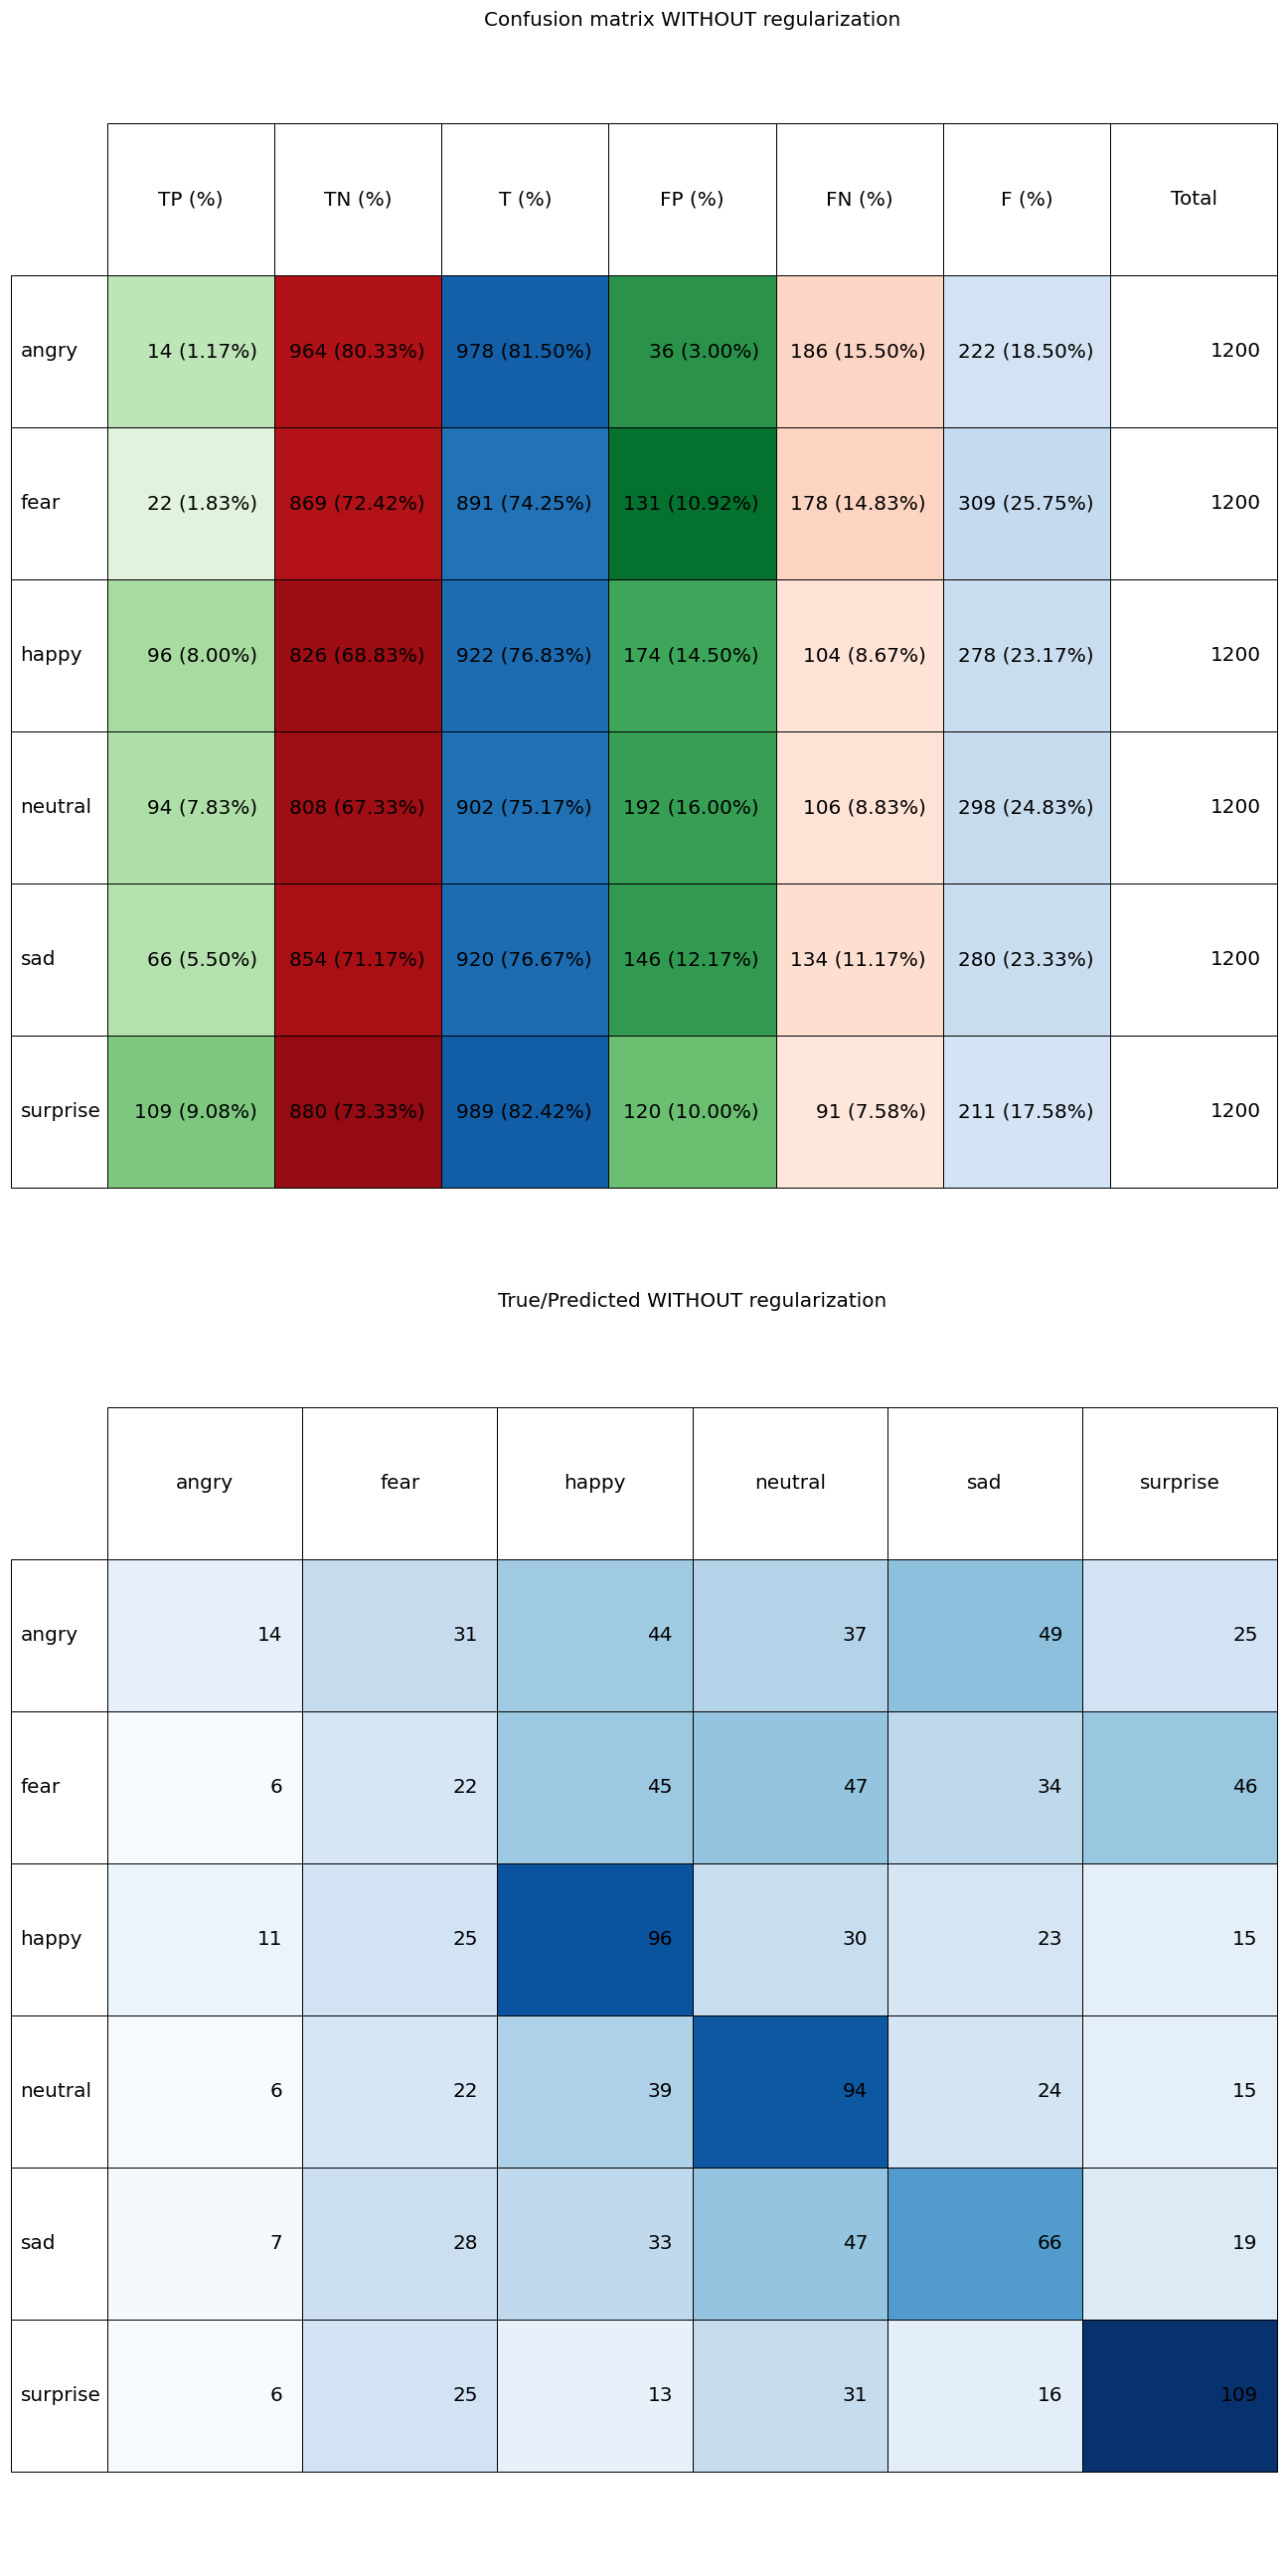 Confusion matrix WITHOUT regularization
TP (%) TN (%) T (%) FP (%) FN (%) F (%) Total
angry 14 (1.17%) 964 (80.33%) 978 (81.50%) 36 (3.00%) 186 (15.50%) 222 (18.50%) 1200
fear 22 (1.83%) 869 (72.42%) 891 (74.25%) 131 (10.92%) 178 (14.83%) 309 (25.75%) 1200
happy 96 (8.00%) 826 (68.83%) 922 (76.83%) 174 (14.50%) 104 (8.67%) 278 (23.17%) 1200
neutral 94 (7.83%) 808 (67.33%) 902 (75.17%) 192 (16.00%) 106 (8.83%) 298 (24.83%) 1200
sad 66 (5.50%) 854 (71.17%) 920 (76.67%) 146 (12.17%) 134 (11.17%) 280 (23.33%) 1200
surprise 109 (9.08%) 880 (73.33%) 989 (82.42%) 120 (10.00%) 91 (7.58%) 211 (17.58%) 1200
True/Predicted WITHOUT regularization
angry fear happy neutral sad surprise
angry 14 31 44 37 49 25
fear 6 22 45 47 34 46
happy 11 25 96 30 23 15
neutral 6 22 39 94 24 15
sad 7 28 33 47 66 19
surprise 6 25 13 31 16 109